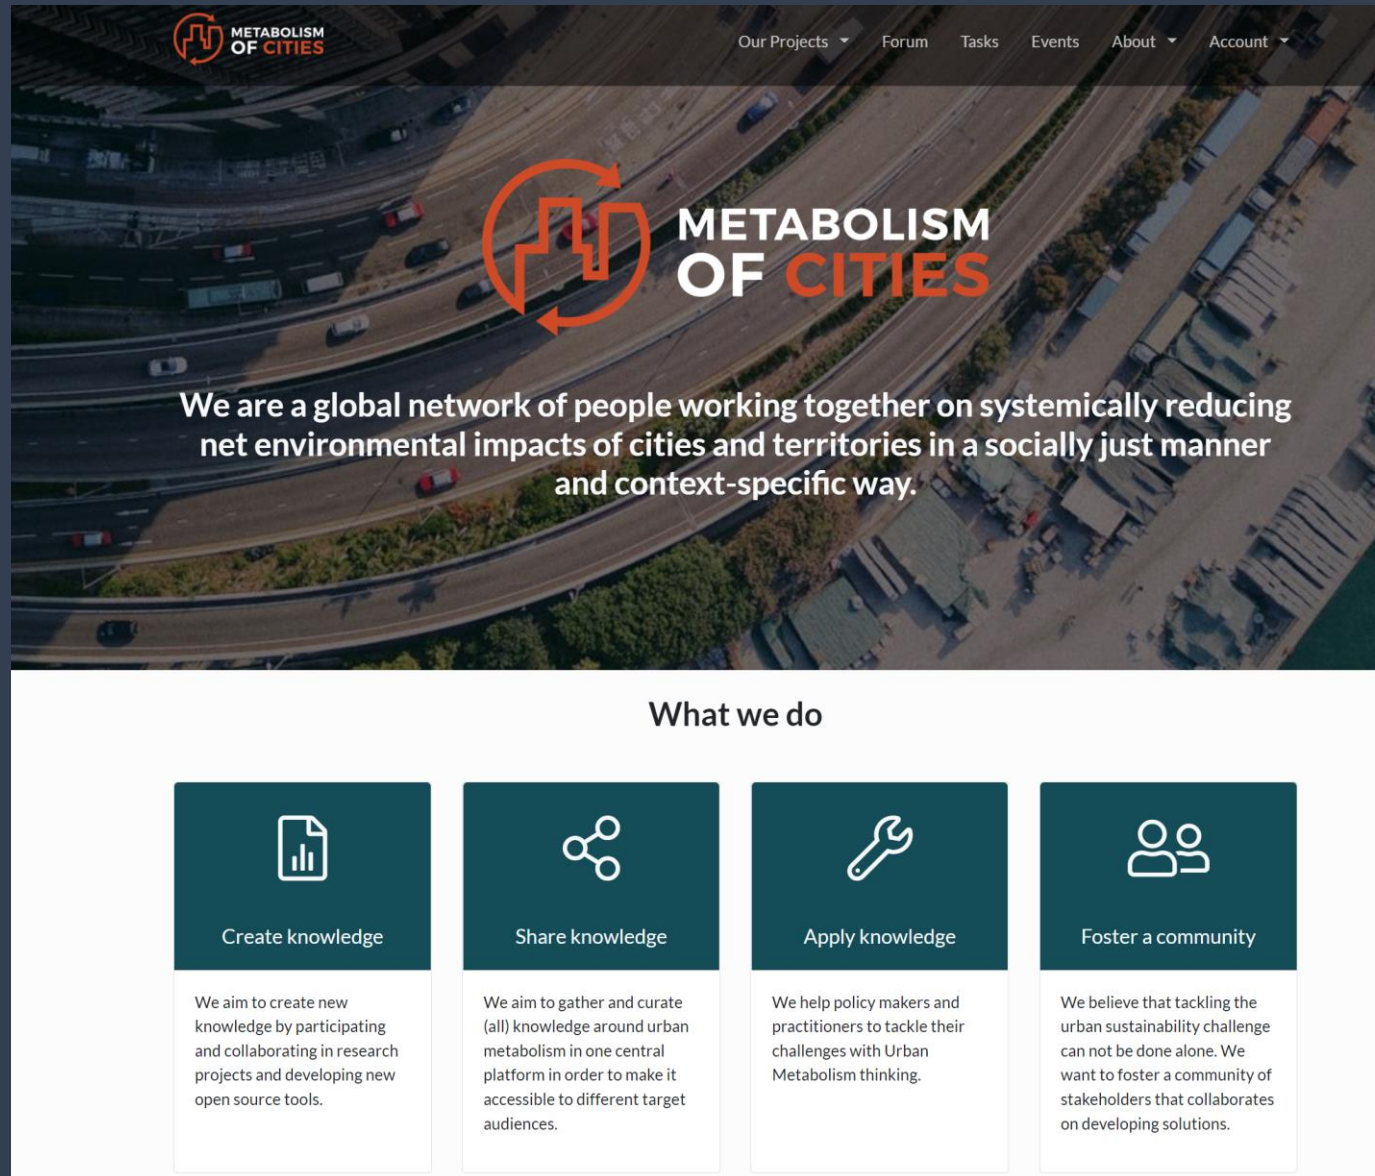 METABOLISM
OF CITIES
Our Projects
Forum
Tasks
Events
About
Account
METABOLISM
OF CITIES
We are a global network of people working together on systemically reducing
net environmental impacts of cities and territories in a socially just manner
and context-specific way.
What we do
Create knowledge
We aim to create new
knowledge by participating
and collaborating in research
projects and developing new
open source tools.
Share knowledge
We aim to gather and curate
(all) knowledge around urban
metabolism in one central
platform in order to make it
accessible to different target
audiences.
Apply knowledge
We help policy makers and
practitioners to tackle their
challenges with Urban
Metabolism thinking.
Foster a community
We believe that tackling the
urban sustainability challenge
can not be done alone. We
want to foster a community of
stakeholders that collaborates
on developing solutions.